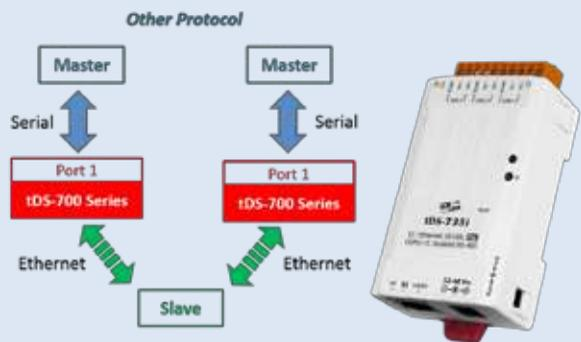 Other Protocol
Master Master
Serial Serial
Port 1 Port 1
tDS-700 Series tDS-700 Series
Ethernet Ethernet
Slave
tDS-735i